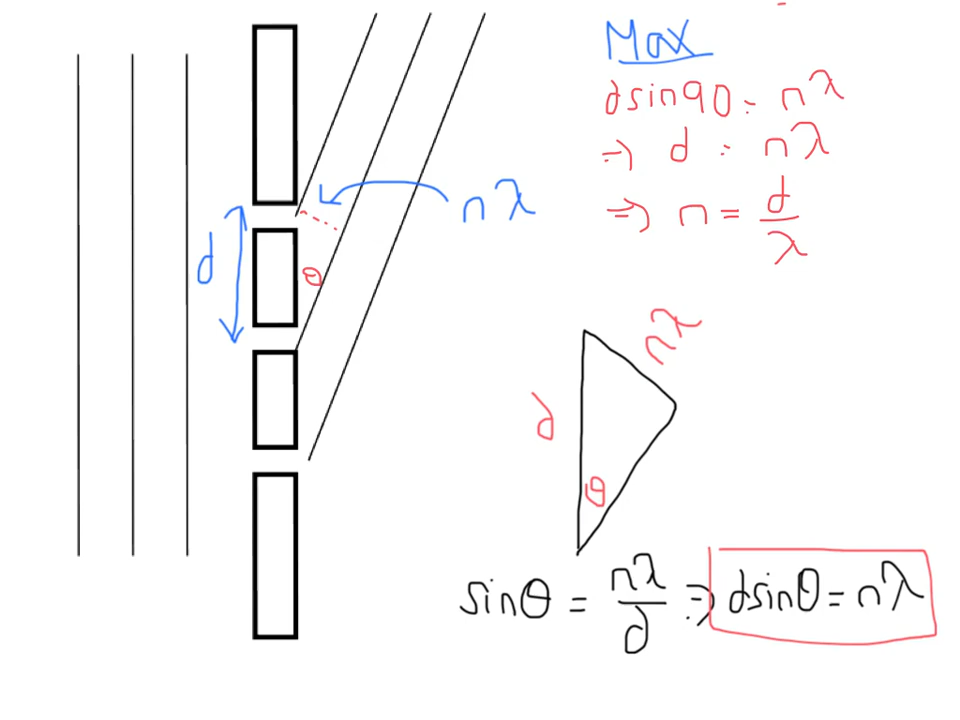 Max
dsin90 = nλ
=> d = nλ
=> n = d/λ
nλ
d
θ
nλ
d
θ
sinθ = nλ/d => dsinθ = nλ